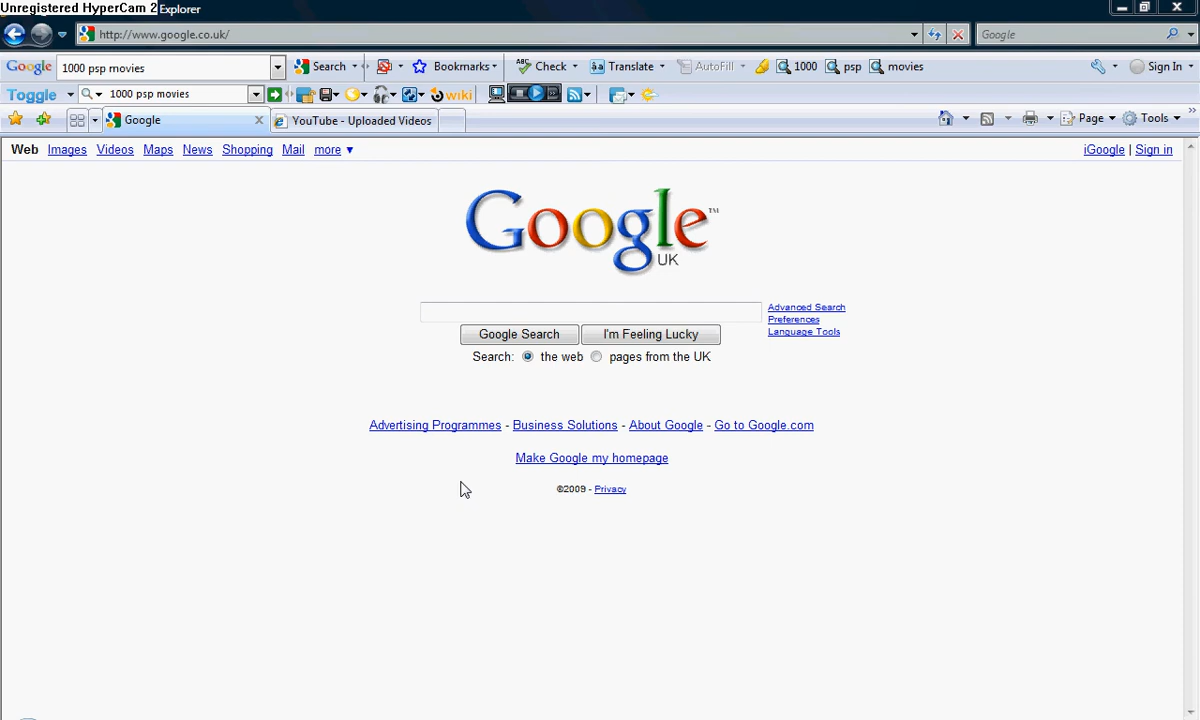 Unregistered HyperCam 2 Explorer
http://www.google.co.uk/ Google
Google 1000 psp movies Search Bookmarks ABC Check aä Translate AutoFill 1000 psp movies Sign In
Toggle 1000 psp movies wiki
Google YouTube - Uploaded Videos Page Tools
Web Images Videos Maps News Shopping Mail more ▼ iGoogle | Sign in
Google™
UK
Advanced Search
Preferences
Language Tools
Google Search I'm Feeling Lucky
Search: the web pages from the UK
Advertising Programmes - Business Solutions - About Google - Go to Google.com
Make Google my homepage
©2009 - Privacy